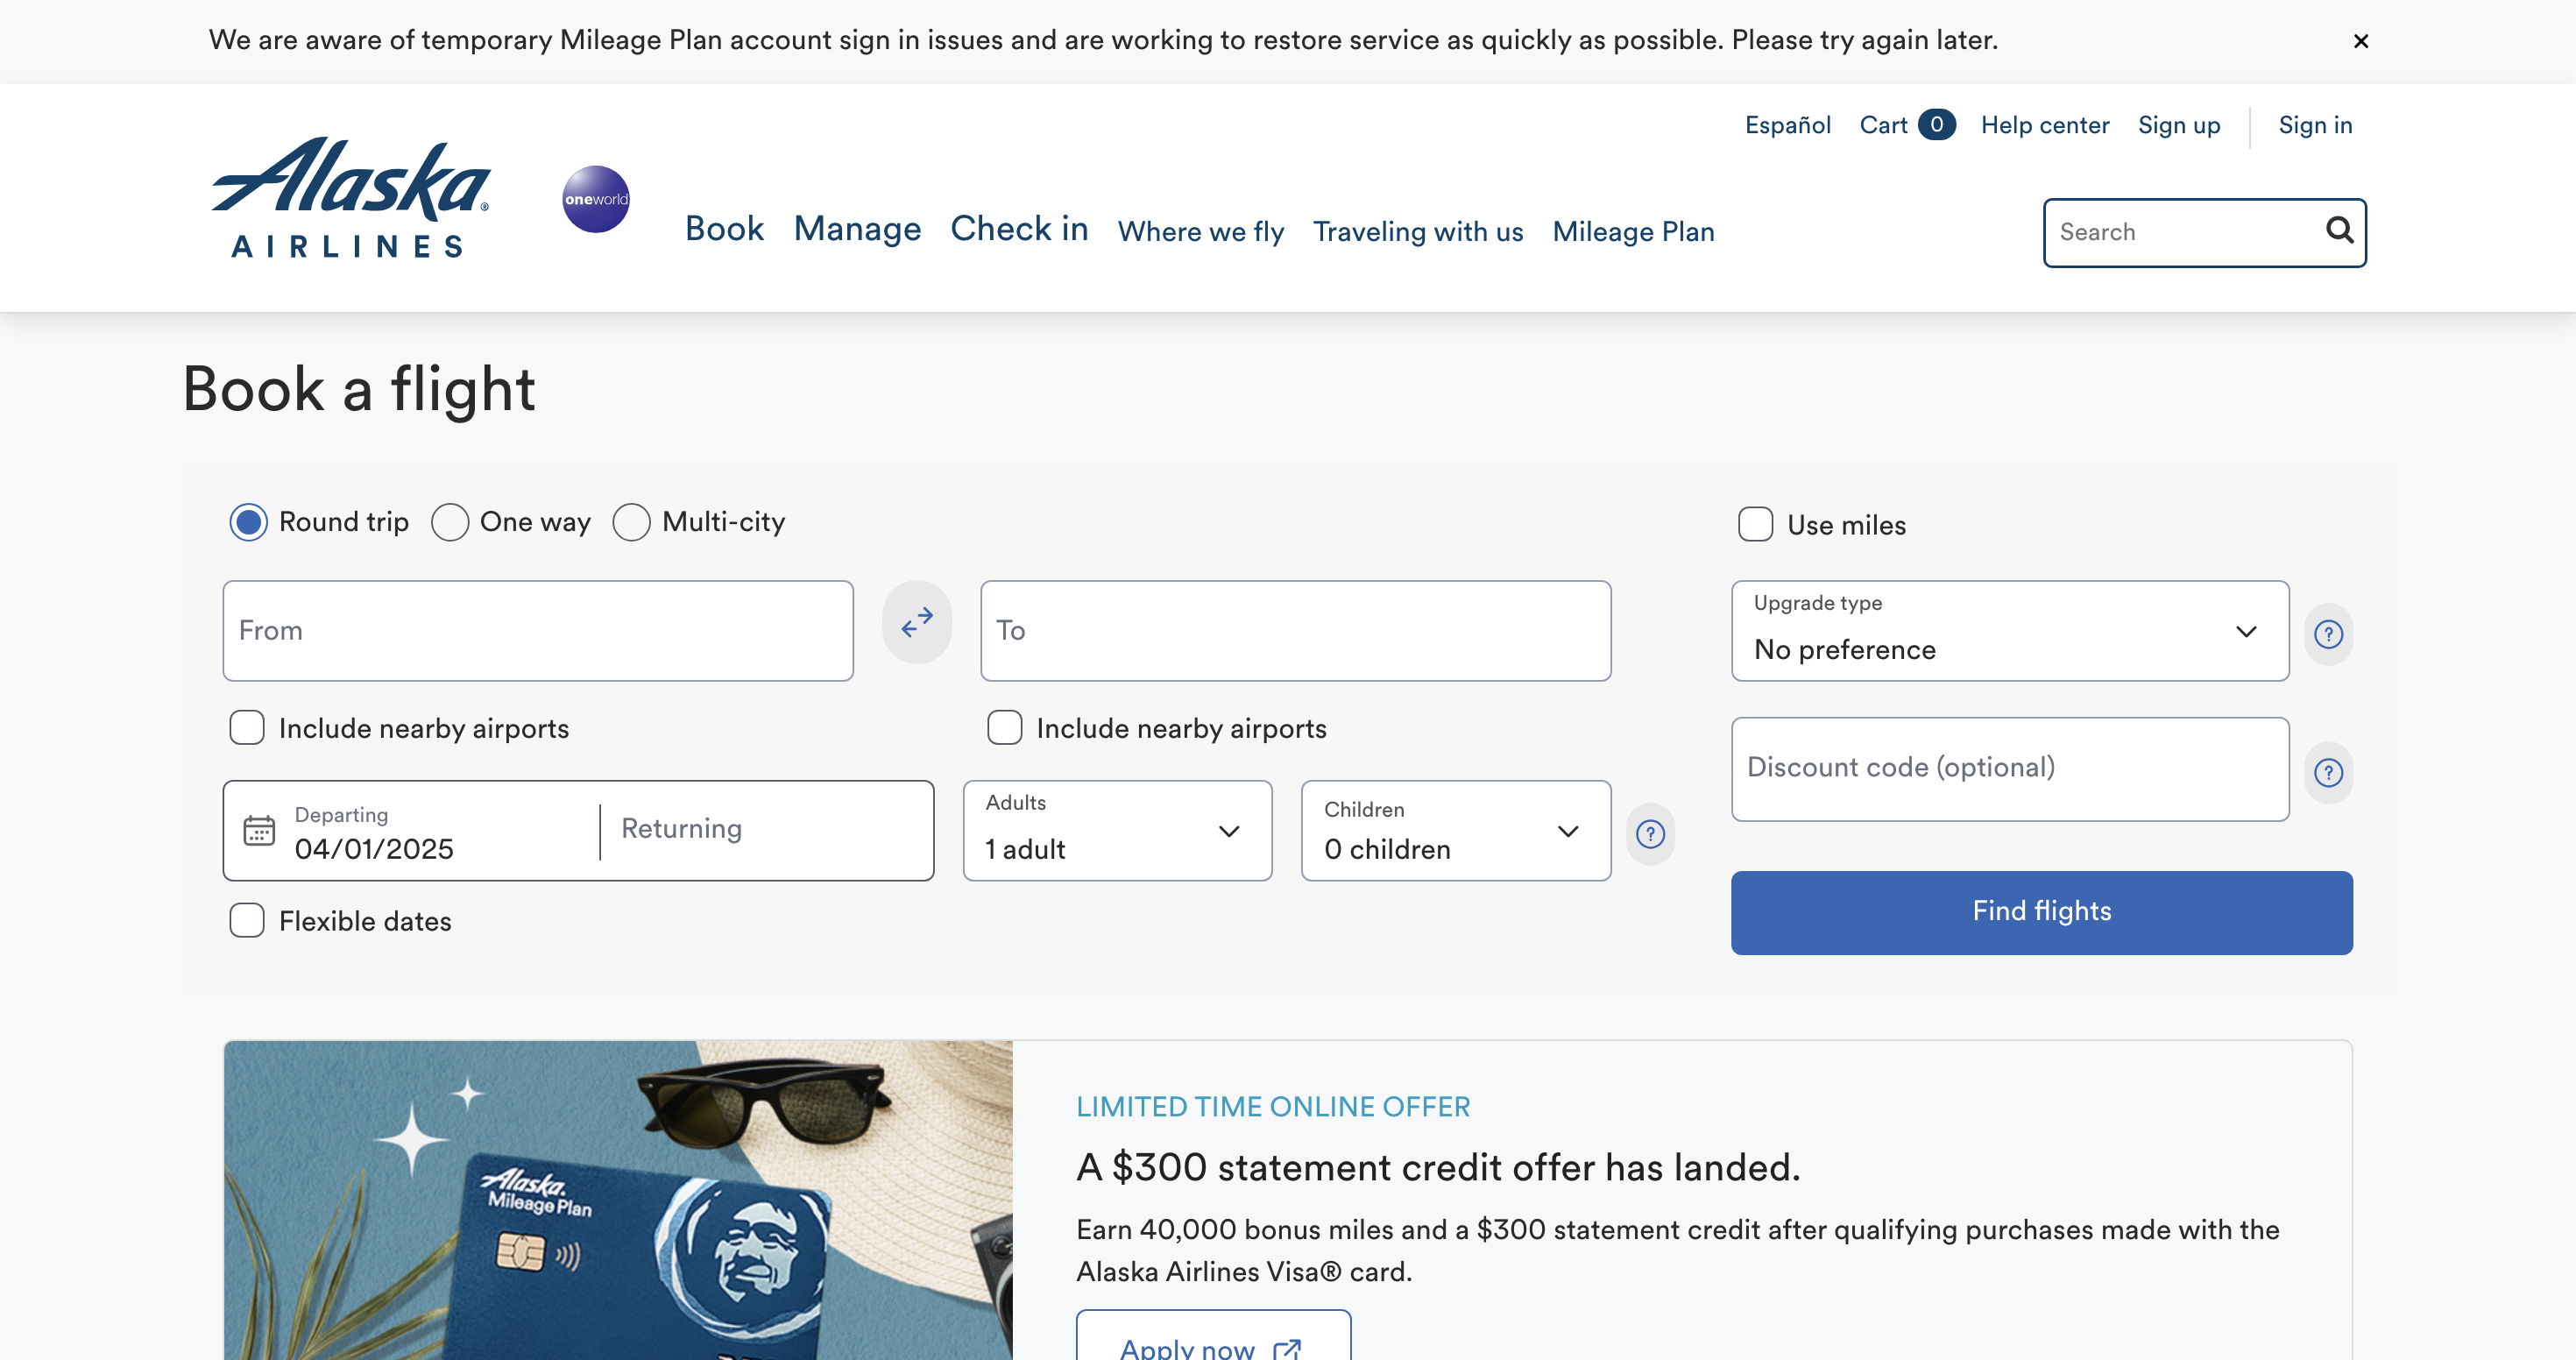 We are aware of temporary Mileage Plan account sign in issues and are working to restore service as quickly as possible. Please try again later.
Español Cart 0 Help center Sign up Sign in
Alaska®
AIRLINES
oneworld
Book Manage Check in Where we fly Traveling with us Mileage Plan
Search
Book a flight
Round trip One way Multi-city
Use miles
From
To
Upgrade type
No preference
?
Include nearby airports
Include nearby airports
Discount code (optional)
?
Departing
04/01/2025
Returning
Adults
1 adult
Children
0 children
?
Find flights
Flexible dates
LIMITED TIME ONLINE OFFER
A $300 statement credit offer has landed.
Earn 40,000 bonus miles and a $300 statement credit after qualifying purchases made with the
Alaska Airlines Visa® card.
Apply now
Alaska.
Mileage Plan